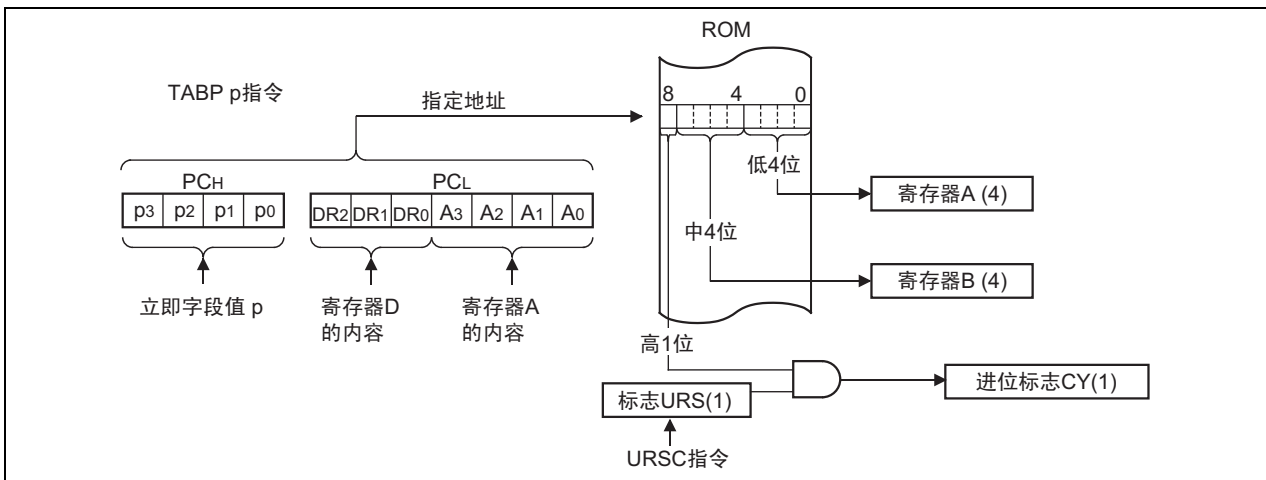 ROM
TABP p指令
指定地址
8 4 0
PCH
PCL
p3 p2 p1 p0
DR2 DR1 DR0 A3 A2 A1 A0
低4位
寄存器A (4)
中4位
寄存器B (4)
立即字段值 p
寄存器D
的内容
寄存器A
的内容
高1位
标志URS(1)
进位标志CY(1)
URSC指令